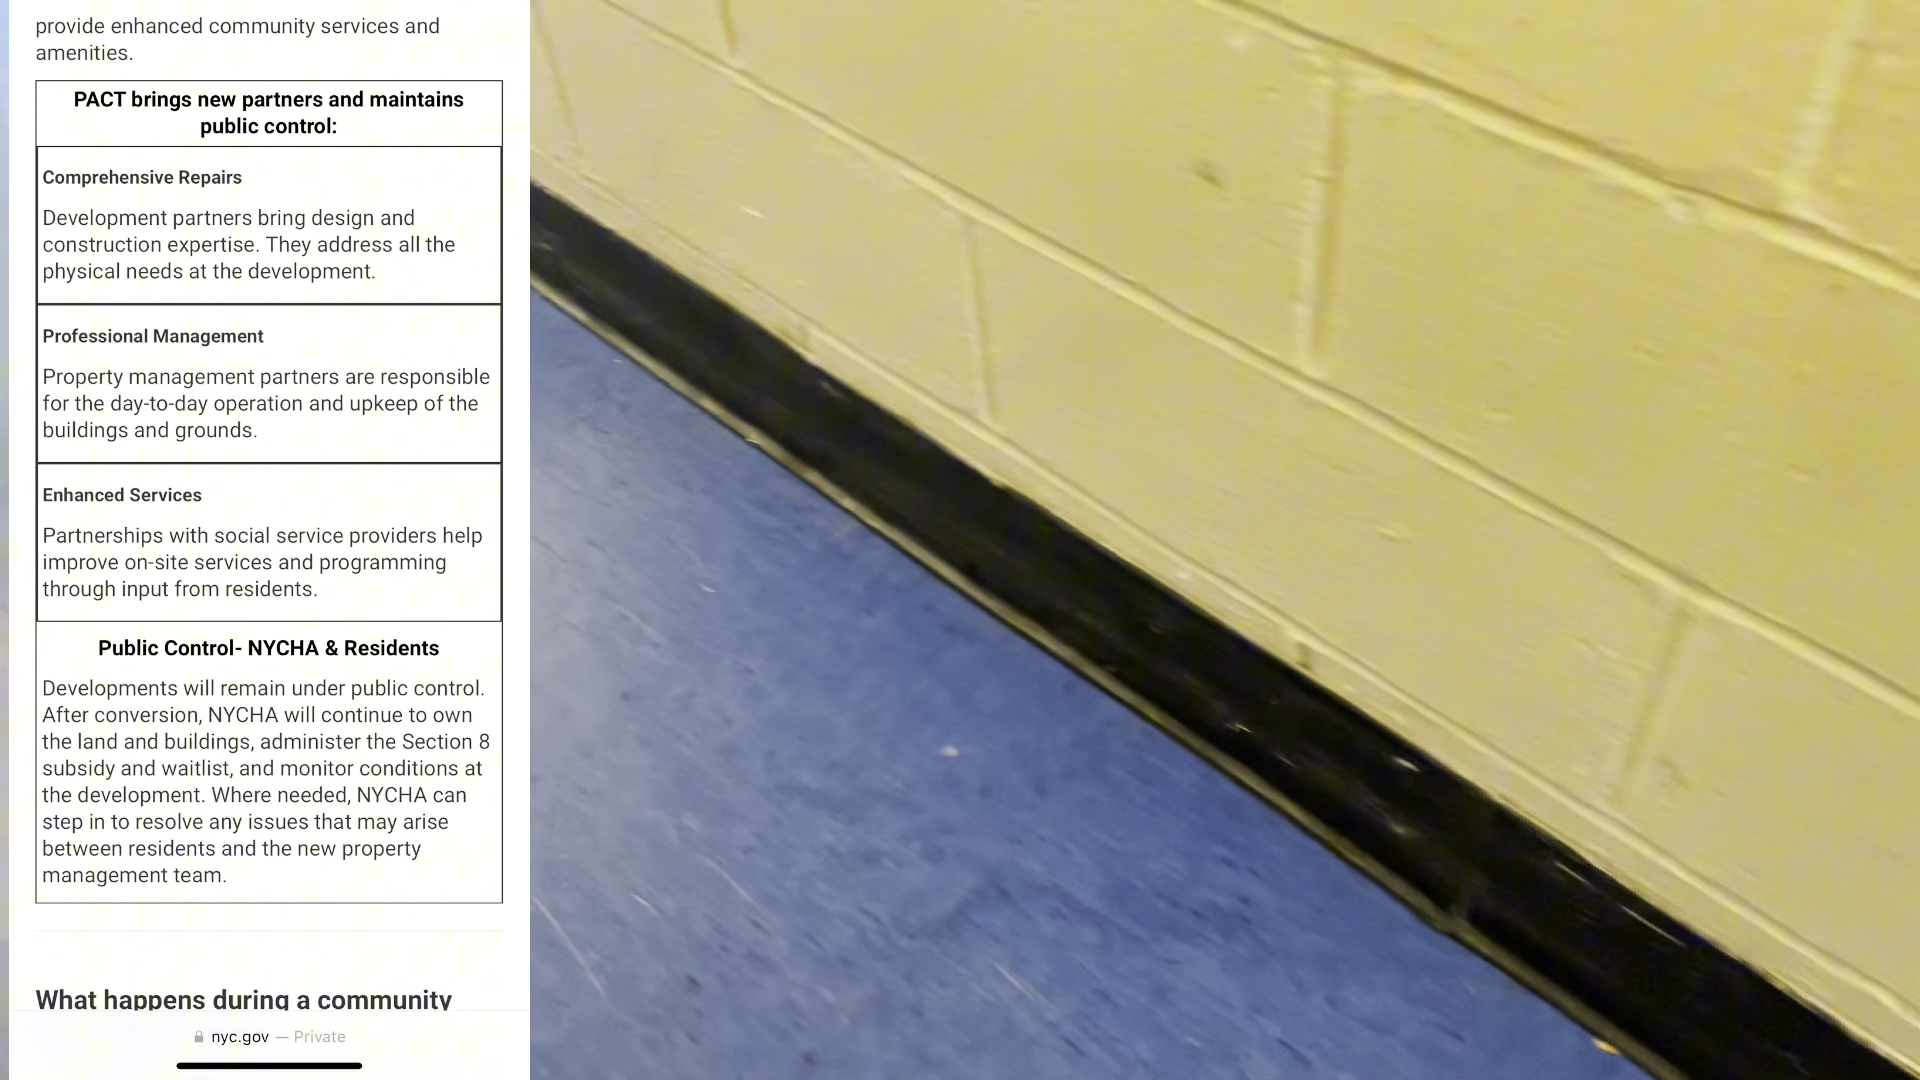 provide enhanced community services and
amenities.
PACT brings new partners and maintains
public control:
Comprehensive Repairs
Development partners bring design and
construction expertise. They address all the
physical needs at the development.
Professional Management
Property management partners are responsible
for the day-to-day operation and upkeep of the
buildings and grounds.
Enhanced Services
Partnerships with social service providers help
improve on-site services and programming
through input from residents.
Public Control- NYCHA & Residents
Developments will remain under public control.
After conversion, NYCHA will continue to own
the land and buildings, administer the Section 8
subsidy and waitlist, and monitor conditions at
the development. Where needed, NYCHA can
step in to resolve any issues that may arise
between residents and the new property
management team.
What happens during a community
nyc.gov — Private